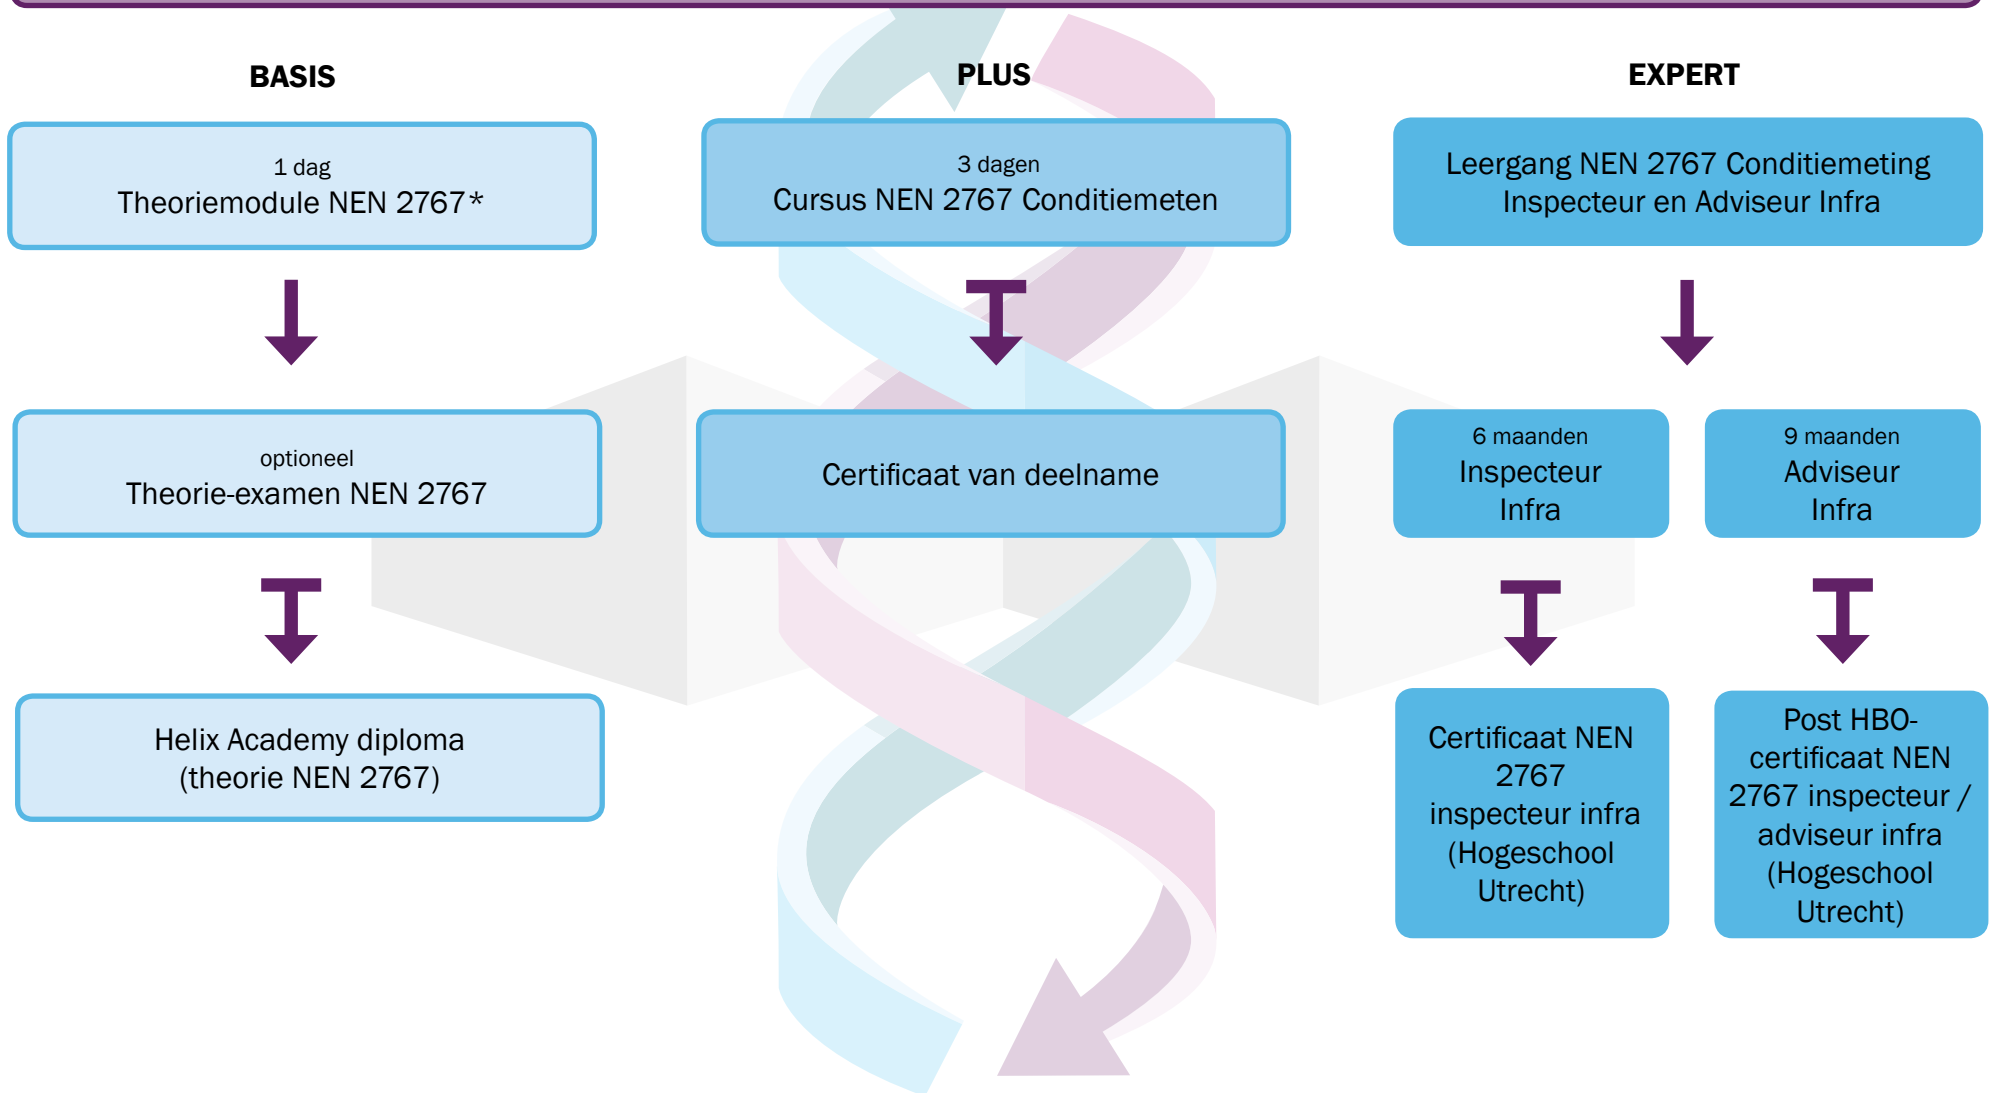 BASIS
1 dag
Theoriemodule NEN 2767*
optioneel
Theorie-examen NEN 2767
Helix Academy diploma
(theorie NEN 2767)
PLUS
3 dagen
Cursus NEN 2767 Conditiemeten
Certificaat van deelname
EXPERT
Leergang NEN 2767 Conditiemeting
Inspecteur en Adviseur Infra
6 maanden
Inspecteur
Infra
9 maanden
Adviseur
Infra
Certificaat NEN
2767
inspecteur infra
(Hogeschool
Utrecht)
Post HBO-
certificaat NEN
2767 inspecteur /
adviseur infra
(Hogeschool
Utrecht)